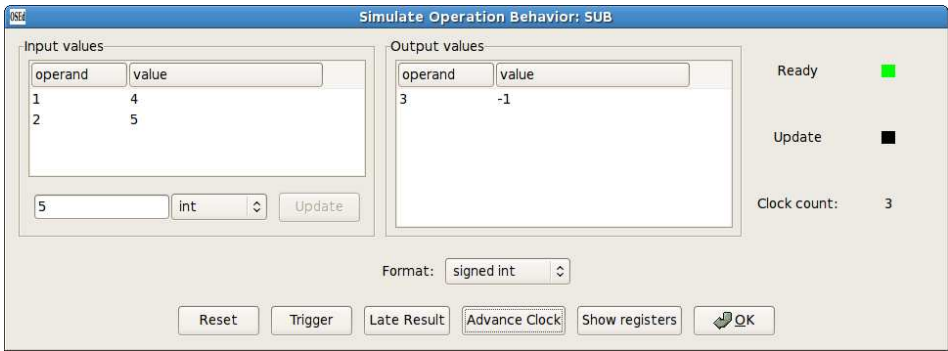 OSEd
Simulate Operation Behavior: SUB
Input values
operand value
1 4
2 5
5 int Update
Output values
operand value
3 -1
Ready
Update
Clock count: 3
Format: signed int
Reset Trigger Late Result Advance Clock Show registers OK